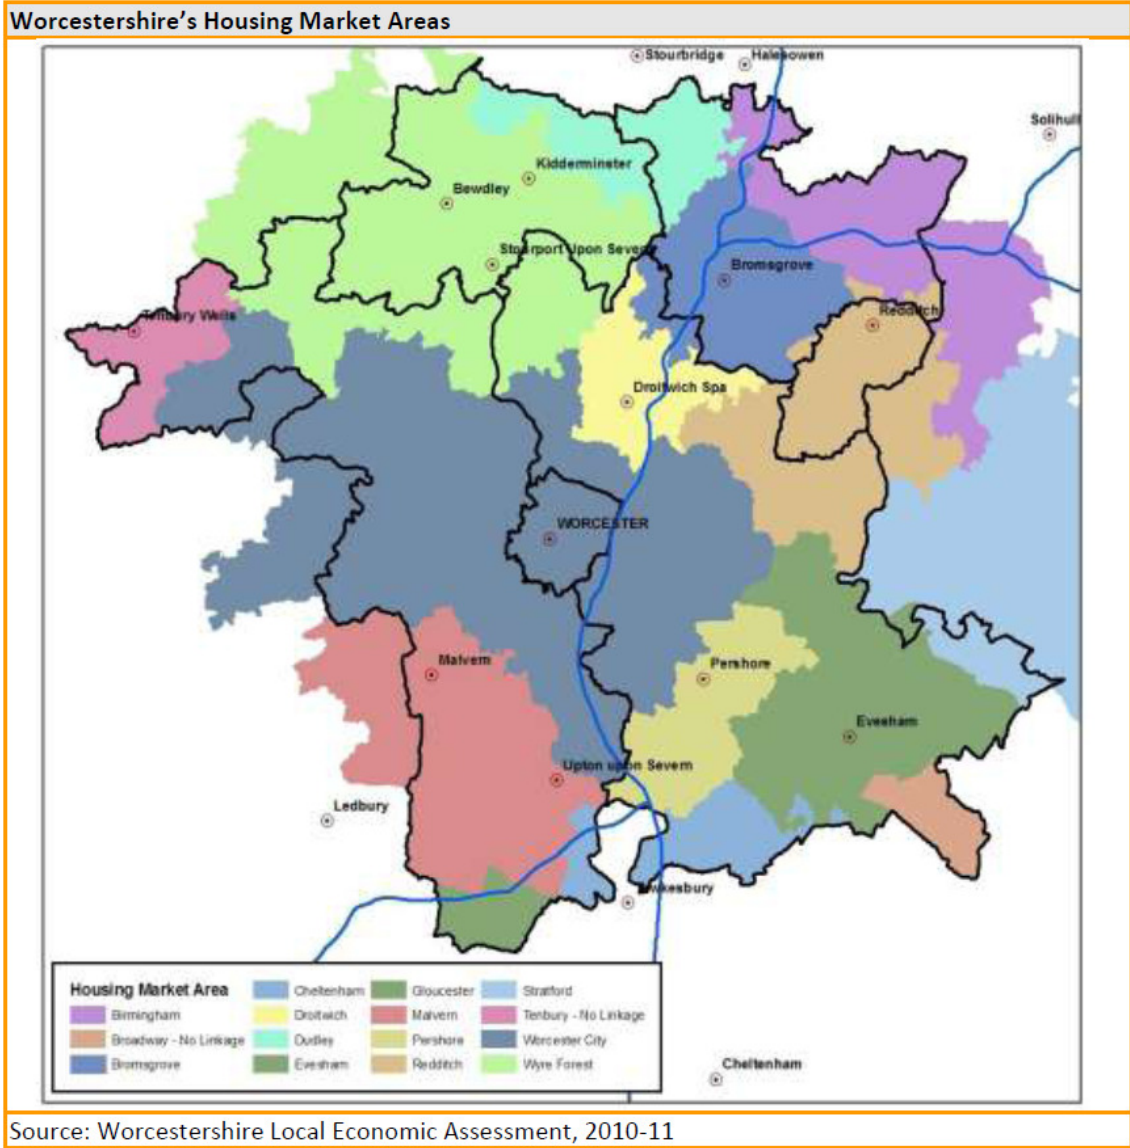 Worcestershire's Housing Market Areas
Stourbridge
Halesowen
Solihull
Kidderminster
Bewdley
Stourport Upon Severn
Bromsgrove
Tenbury Wells
Redditch
Droitwich Spa
WORCESTER
Malvern
Pershore
Evesham
Upton upon Severn
Ledbury
Tewkesbury
Cheltenham
Housing Market Area
Birmingham
Broadway - No Linkage
Bromsgrove
Cheltenham
Droitwich
Dudley
Evesham
Gloucester
Malvern
Pershore
Redditch
Stratford
Tenbury - No Linkage
Worcester City
Wyre Forest
Source: Worcestershire Local Economic Assessment, 2010-11